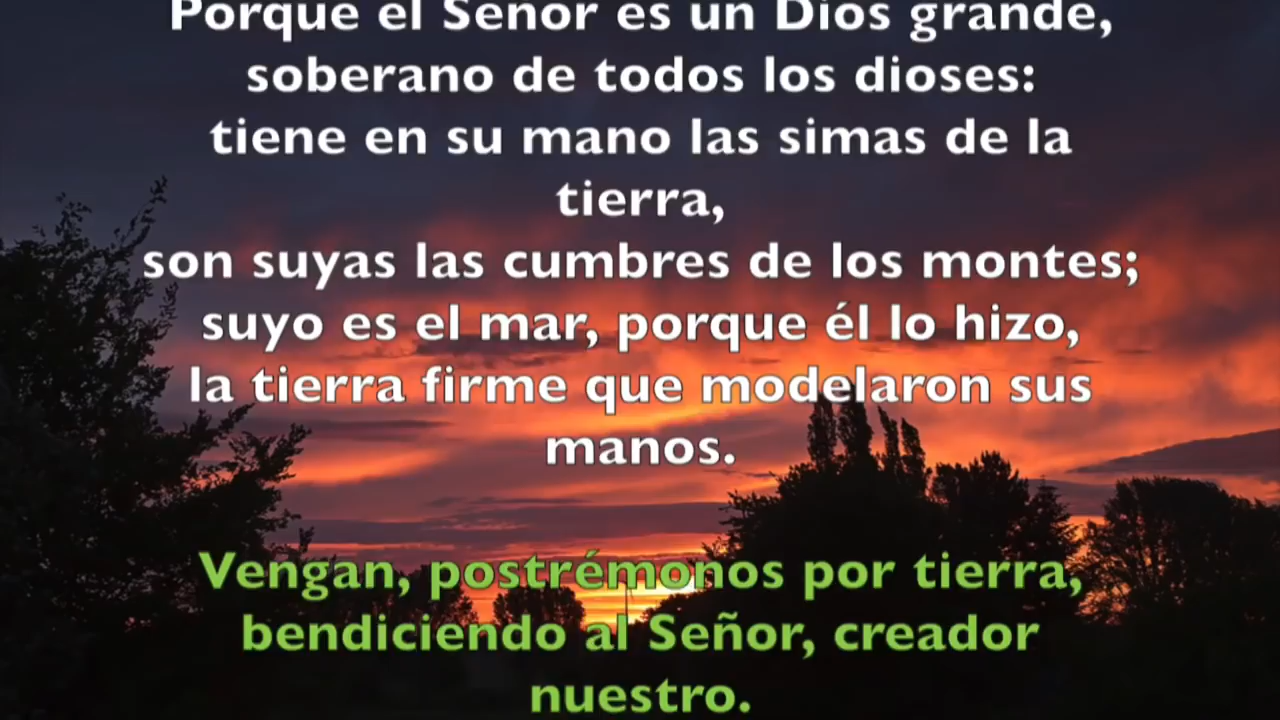 Porque el Señor es un Dios grande,
soberano de todos los dioses:
tiene en su mano las simas de la
tierra,
son suyas las cumbres de los montes;
suyo es el mar, porque él lo hizo,
la tierra firme que modelaron sus
manos.
Vengan, postrémonos por tierra,
bendiciendo al Señor, creador
nuestro.